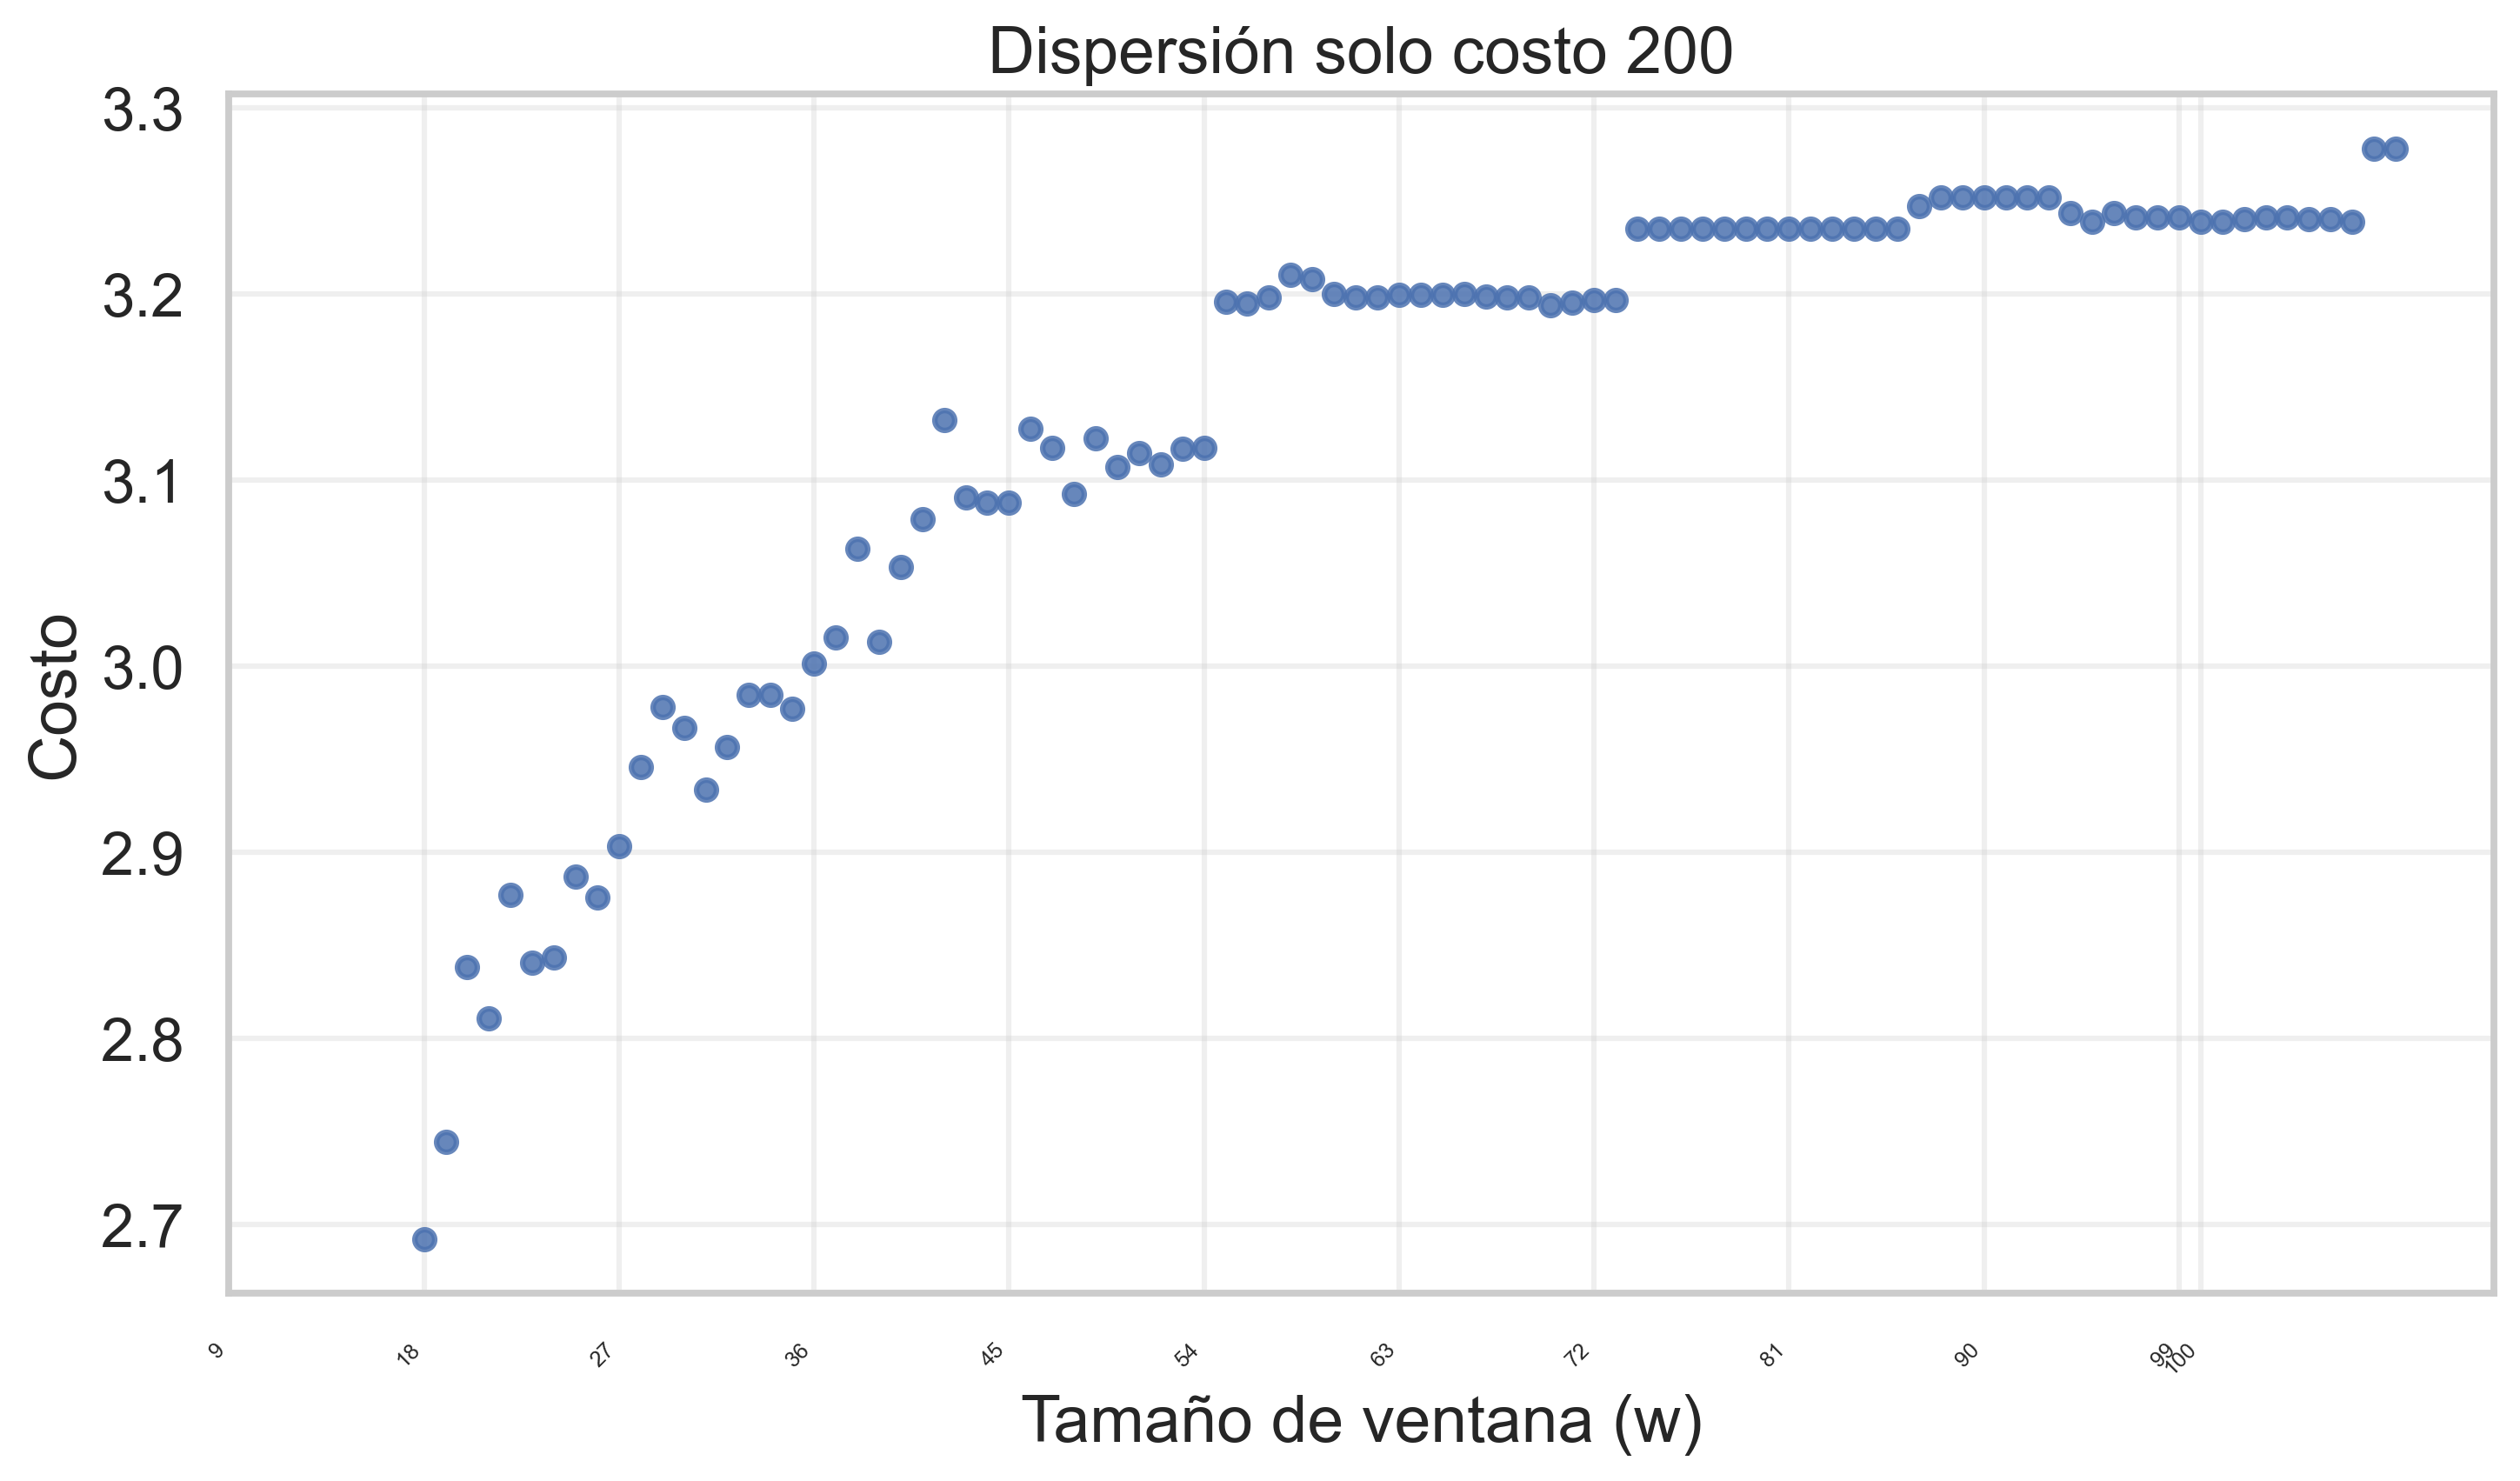 Dispersión solo costo 200
3.3
3.2
3.1
3.0
2.9
2.8
2.7
Costo
9 18 27 36 45 54 63 72 81 90 99 100
Tamaño de ventana (w)